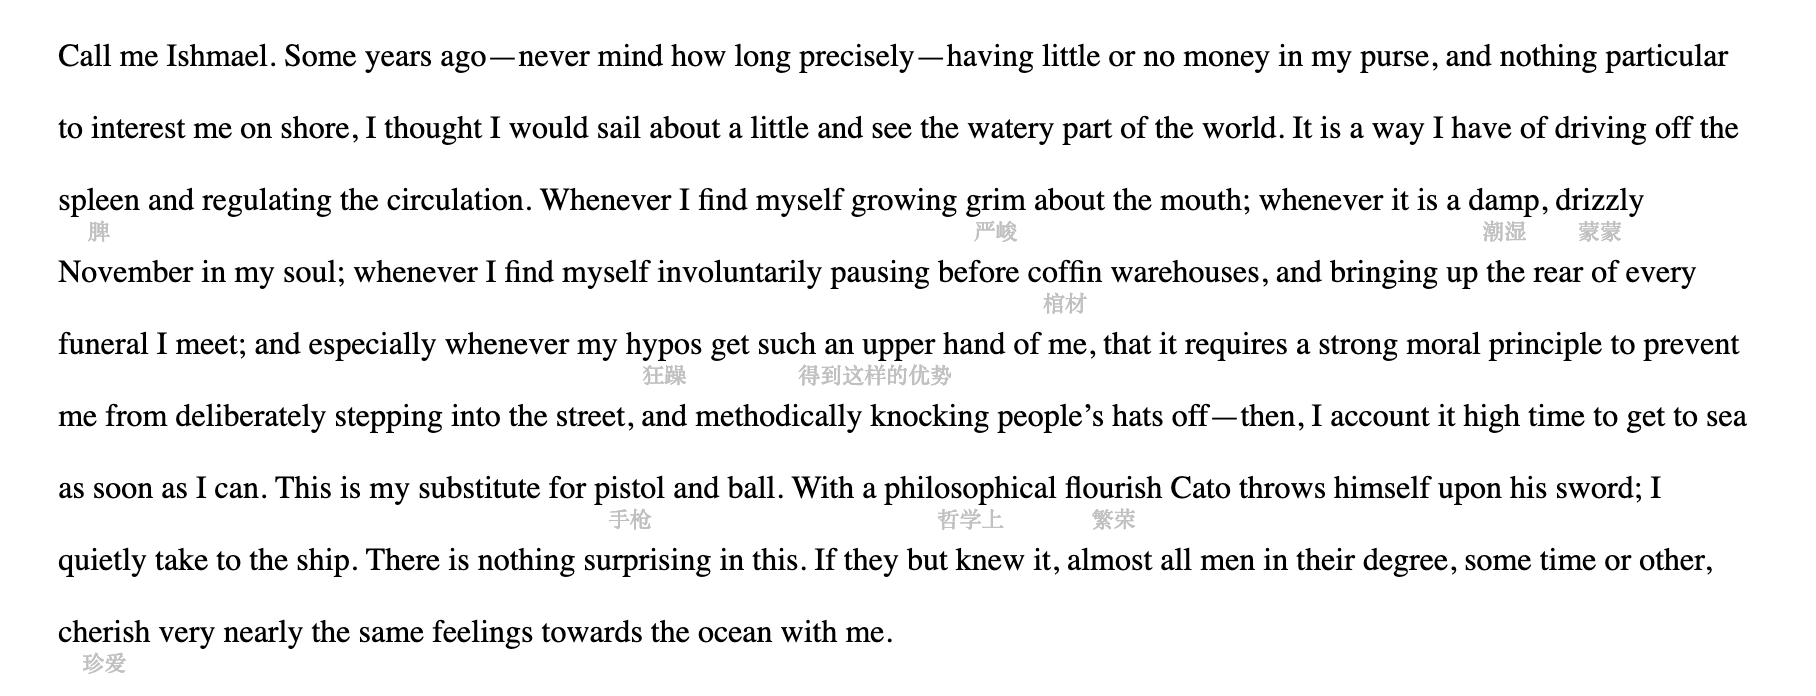 Call me Ishmael. Some years ago—never mind how long precisely—having little or no money in my purse, and nothing particular
to interest me on shore, I thought I would sail about a little and see the watery part of the world. It is a way I have of driving off the
spleen and regulating the circulation. Whenever I find myself growing grim about the mouth; whenever it is a damp, drizzly
脾 严峻 潮湿 蒙蒙
November in my soul; whenever I find myself involuntarily pausing before coffin warehouses, and bringing up the rear of every
棺材
funeral I meet; and especially whenever my hypos get such an upper hand of me, that it requires a strong moral principle to prevent
狂躁 得到这样的优势
me from deliberately stepping into the street, and methodically knocking people’s hats off—then, I account it high time to get to sea
as soon as I can. This is my substitute for pistol and ball. With a philosophical flourish Cato throws himself upon his sword; I
手枪 哲学上 繁荣
quietly take to the ship. There is nothing surprising in this. If they but knew it, almost all men in their degree, some time or other,
cherish very nearly the same feelings towards the ocean with me.
珍爱